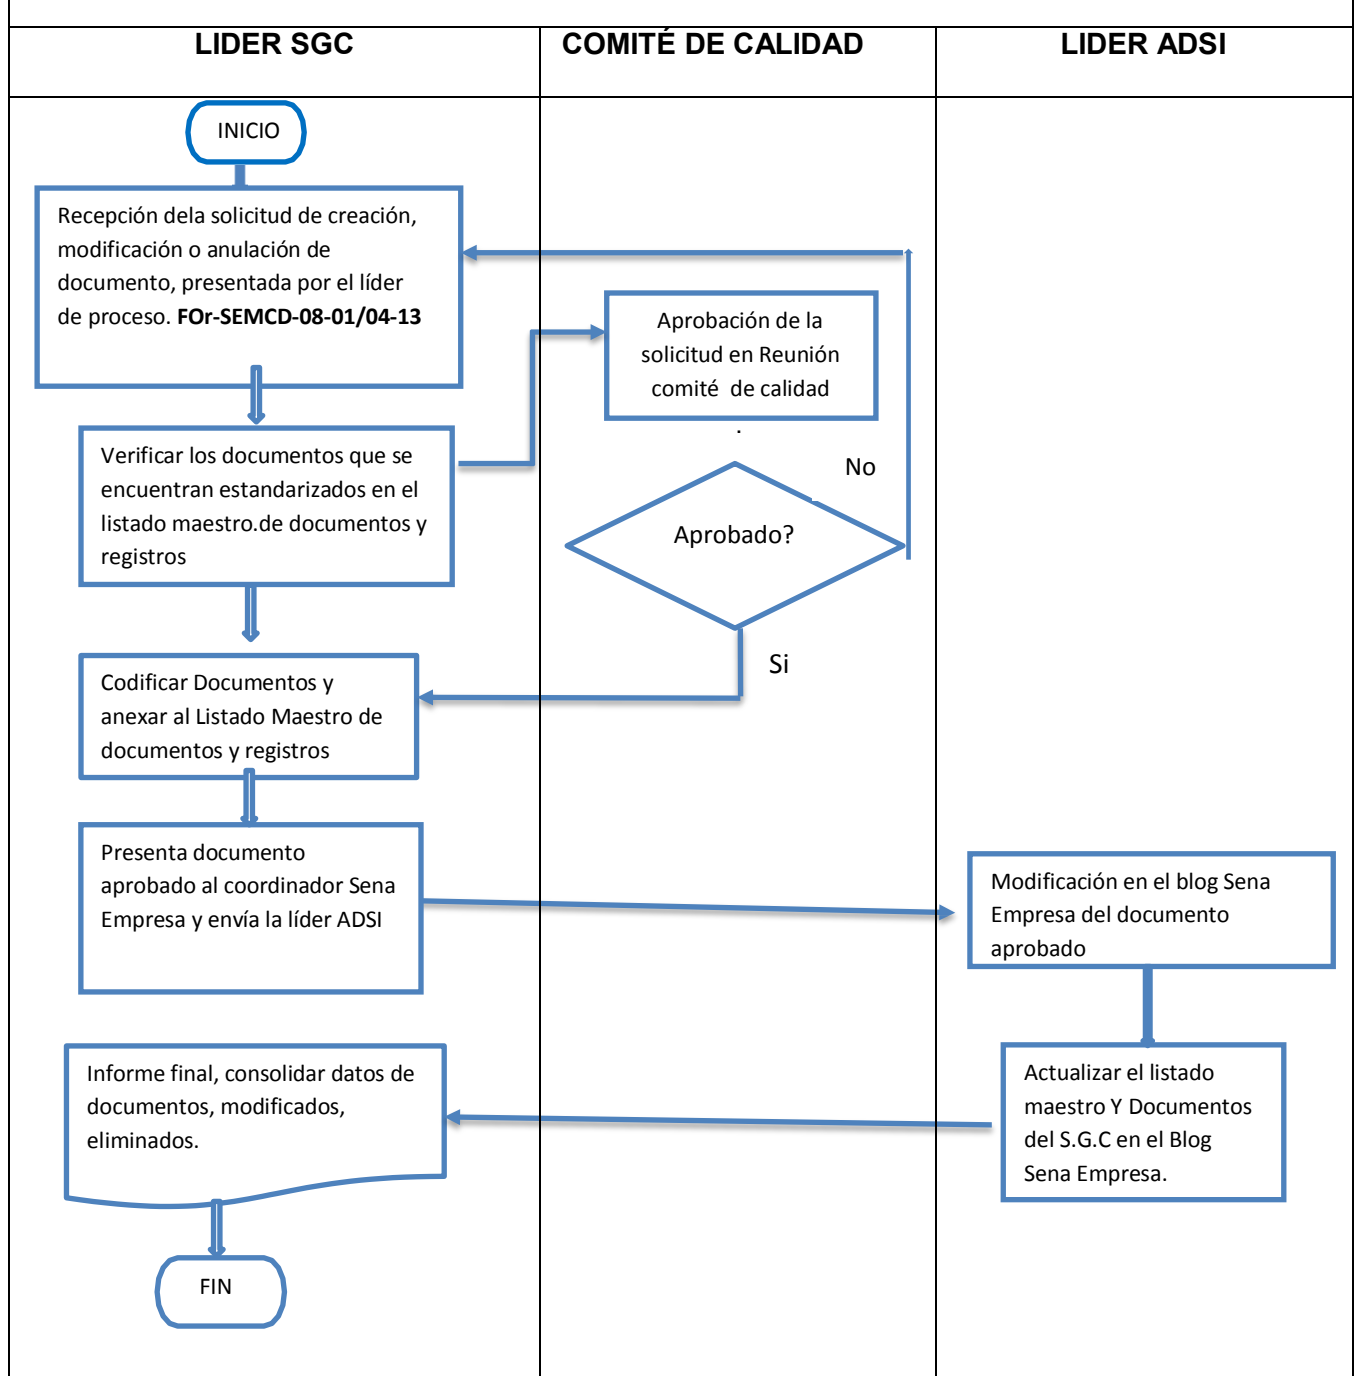 LIDER SGC
COMITÉ DE CALIDAD
LIDER ADSI
INICIO
Recepción dela solicitud de creación,
modificación o anulación de
documento, presentada por el líder
de proceso. FOr-SEMCD-08-01/04-13
Aprobación de la
solicitud en Reunión
comité de calidad
.
Verificar los documentos que se
encuentran estandarizados en el
listado maestro.de documentos y
registros
No
Aprobado?
Si
Codificar Documentos y
anexar al Listado Maestro de
documentos y registros
Presenta documento
aprobado al coordinador Sena
Empresa y envía la líder ADSI
Modificación en el blog Sena
Empresa del documento
aprobado
Actualizar el listado
maestro Y Documentos
del S.G.C en el Blog
Sena Empresa.
Informe final, consolidar datos de
documentos, modificados,
eliminados.
FIN